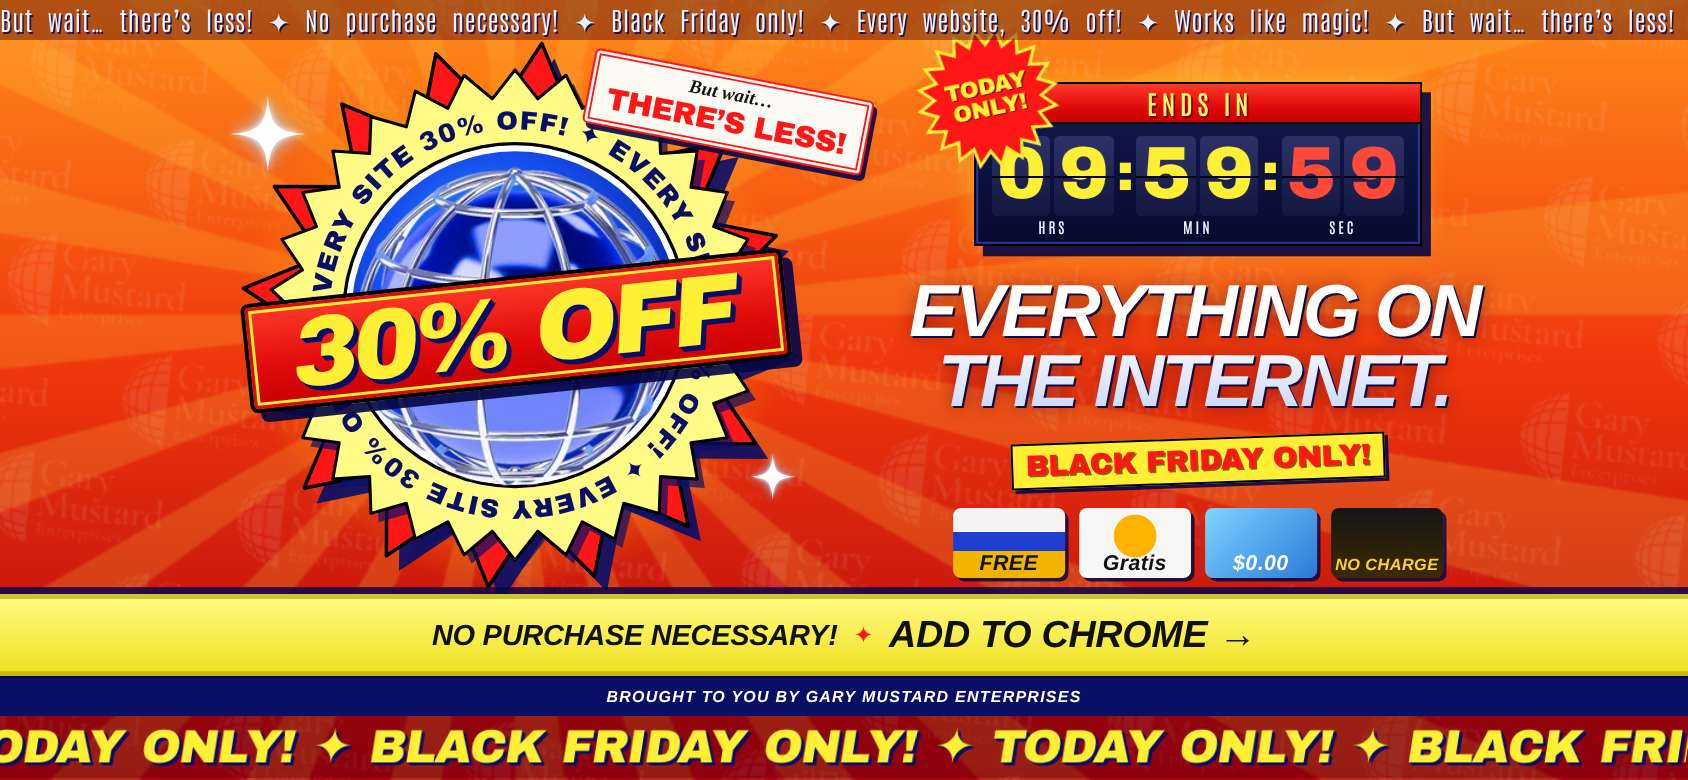 But wait… there’s less! ✦ No purchase necessary! ✦ Black Friday only! ✦ Every website, 30% off! ✦ Works like magic! ✦ But wait… there’s less!
But wait…
THERE’S LESS!
VERY SITE 30% OFF! ✦ EVERY S
% OFF! ✦ EVERY SITE 30% O
30% OFF
TODAY
ONLY!
ENDS IN
09:59:59
HRS MIN SEC
EVERYTHING ON
THE INTERNET.
BLACK FRIDAY ONLY!
FREE Gratis $0.00 NO CHARGE
NO PURCHASE NECESSARY! ✦ ADD TO CHROME →
BROUGHT TO YOU BY GARY MUSTARD ENTERPRISES
ODAY ONLY! ✦ BLACK FRIDAY ONLY! ✦ TODAY ONLY! ✦ BLACK FRI
Gary
Mustard
Enterprises